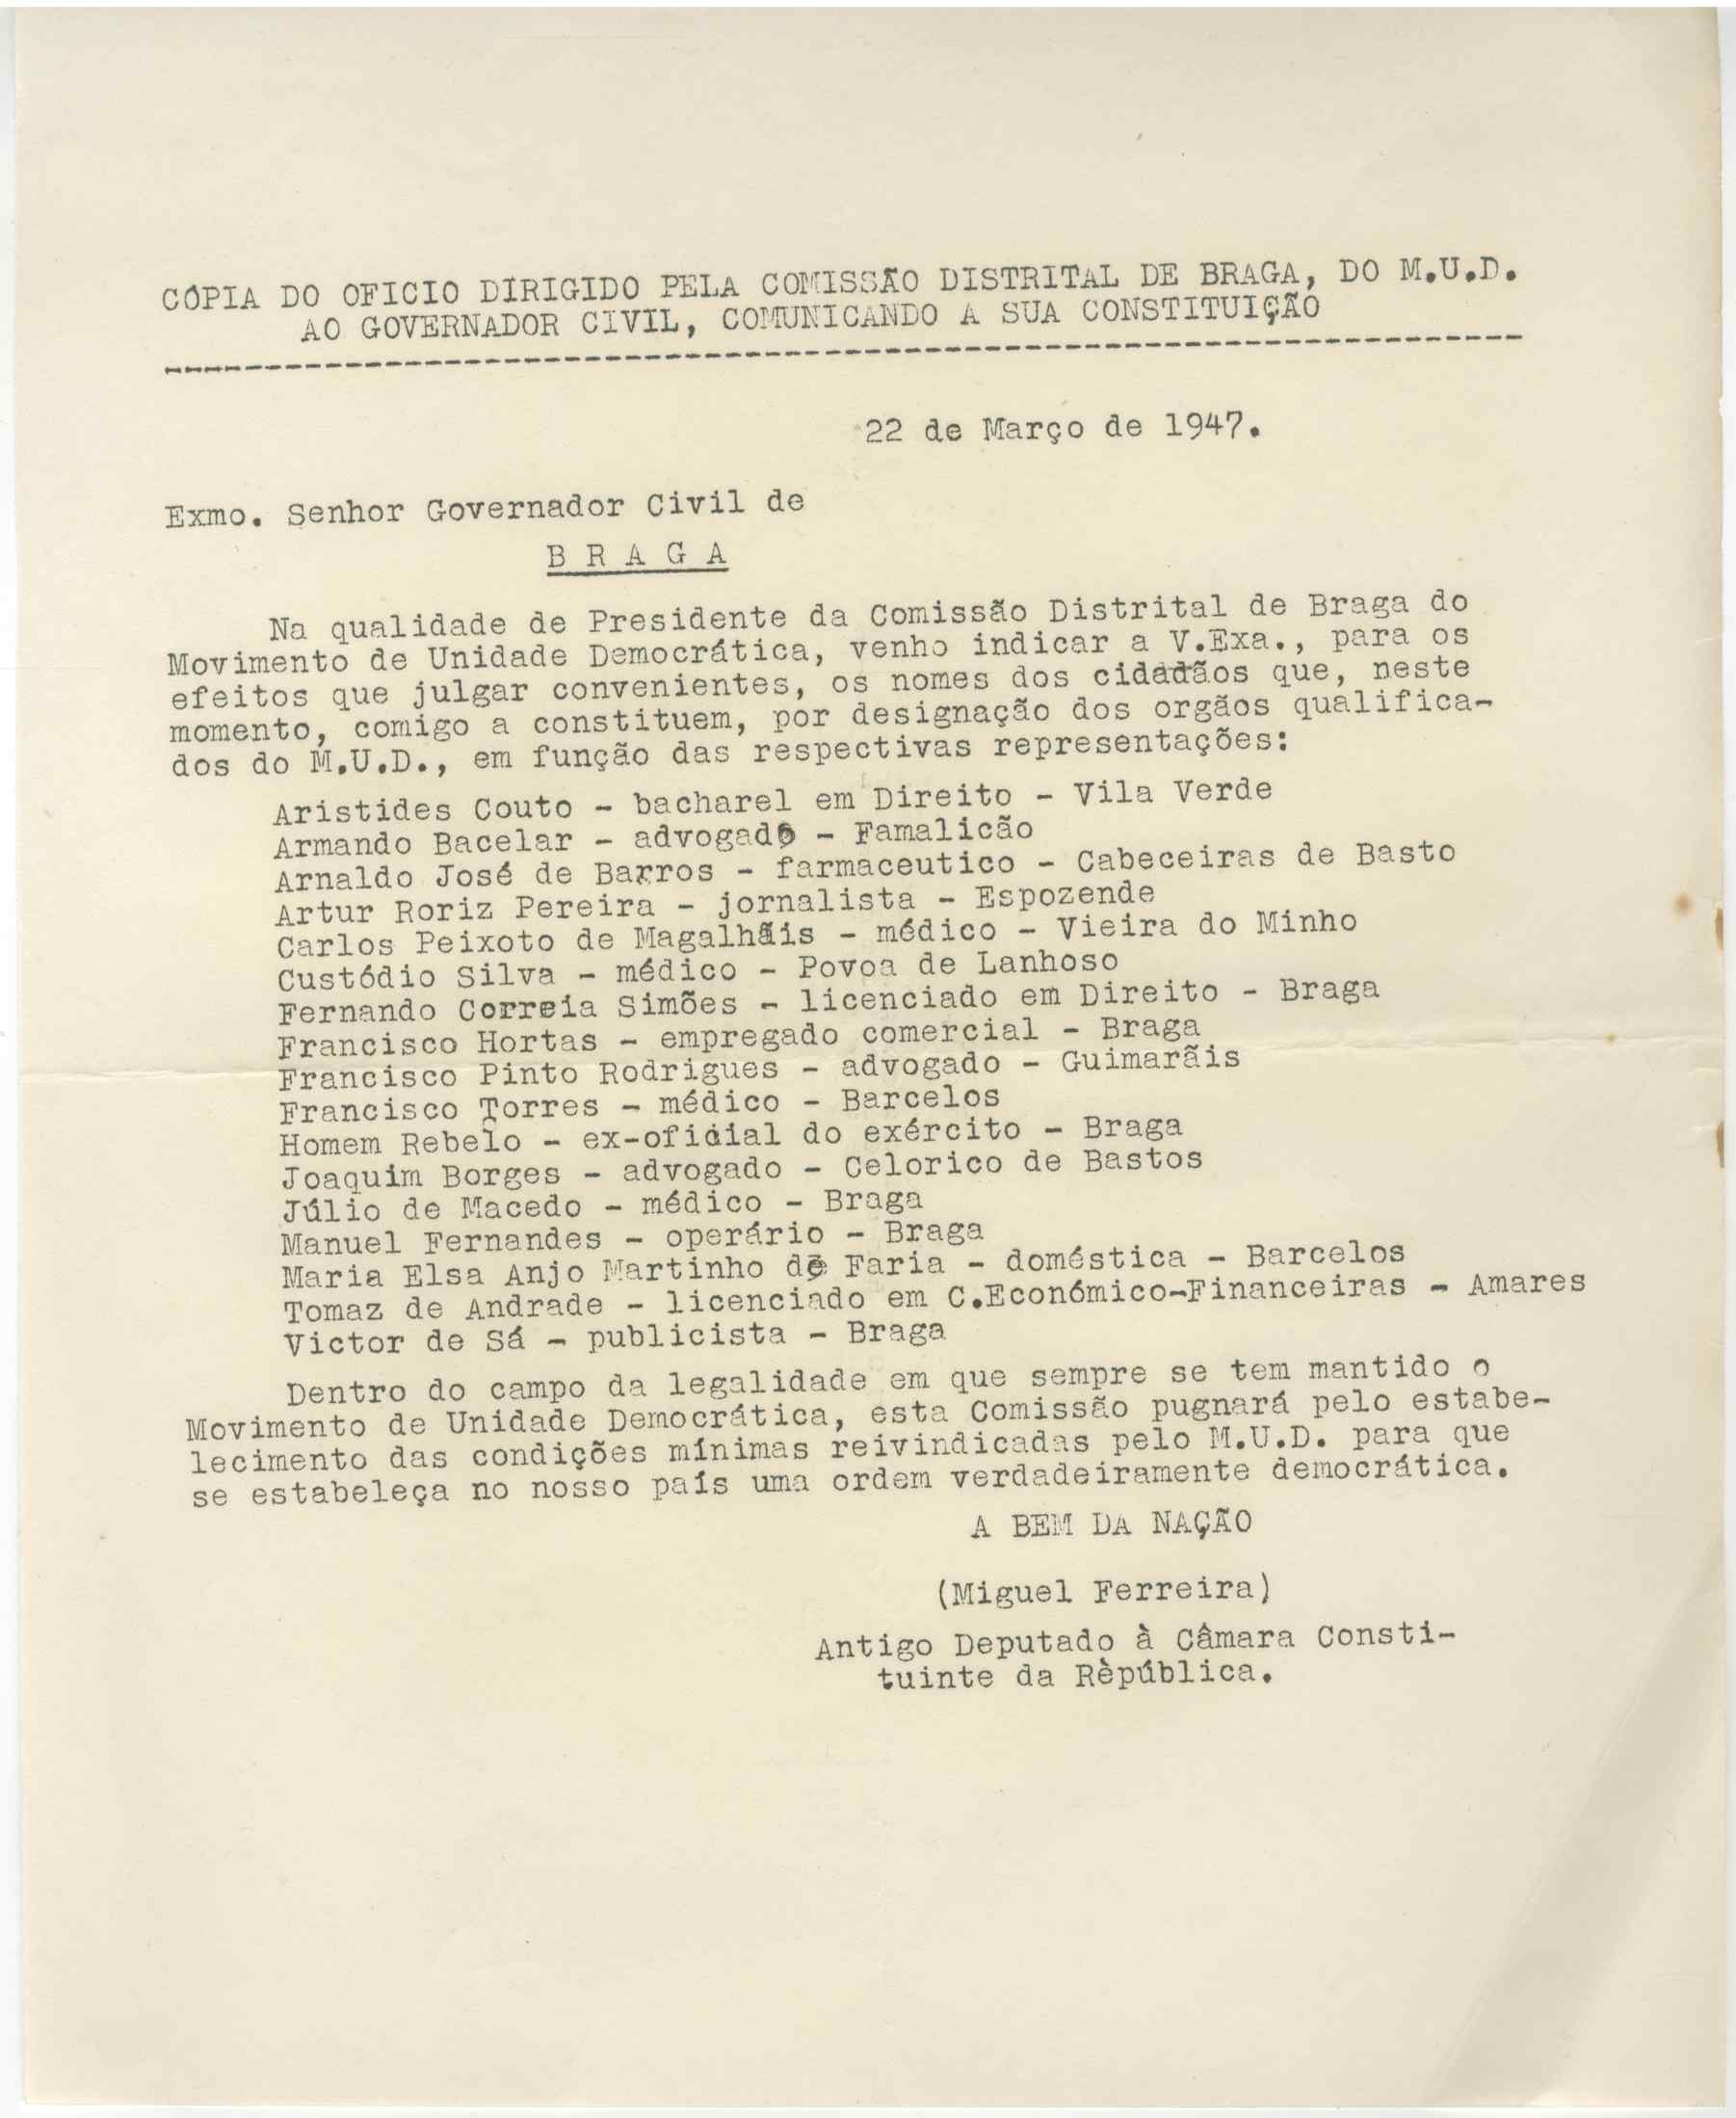 CÓPIA DO OFICIO DIRIGIDO PELA COMISSÃO DISTRITAL DE BRAGA, DO M.U.D.
AO GOVERNADOR CIVIL, COMUNICANDO A SUA CONSTITUIÇÃO
22 de Março de 1947.
Exmo. Senhor Governador Civil de
B R A G A
Na qualidade de Presidente da Comissão Distrital de Braga do
Movimento de Unidade Democrática, venho indicar a V.Exa., para os
efeitos que julgar convenientes, os nomes dos cidadãos que, neste
momento, comigo a constituem, por designação dos orgãos qualifica-
dos do M.U.D., em função das respectivas representações:
Aristides Couto - bacharel em Direito - Vila Verde
Armando Bacelar - advogado - Famalicão
Arnaldo José de Barros - farmaceutico - Cabeceiras de Basto
Artur Roriz Pereira - jornalista - Espozende
Carlos Peixoto de Magalhãis - médico - Vieira do Minho
Custódio Silva - médico - Povoa de Lanhoso
Fernando Correia Simões - licenciado em Direito - Braga
Francisco Hortas - empregado comercial - Braga
Francisco Pinto Rodrigues - advogado - Guimarãis
Francisco Torres - médico - Barcelos
Homem Rebelo - ex-oficial do exército - Braga
Joaquim Borges - advogado - Celorico de Bastos
Júlio de Macedo - médico - Braga
Manuel Fernandes - operário - Braga
Maria Elsa Anjo Martinho de Faria - doméstica - Barcelos
Tomaz de Andrade - licenciado em C.Económico-Financeiras - Amares
Victor de Sá - publicista - Braga
Dentro do campo da legalidade em que sempre se tem mantido o
Movimento de Unidade Democrática, esta Comissão pugnará pelo estabe-
lecimento das condições mínimas reivindicadas pelo M.U.D. para que
se estabeleça no nosso país uma ordem verdadeiramente democrática.
A BEM DA NAÇÃO
(Miguel Ferreira)
Antigo Deputado à Câmara Consti-
tuinte da Rèpública.